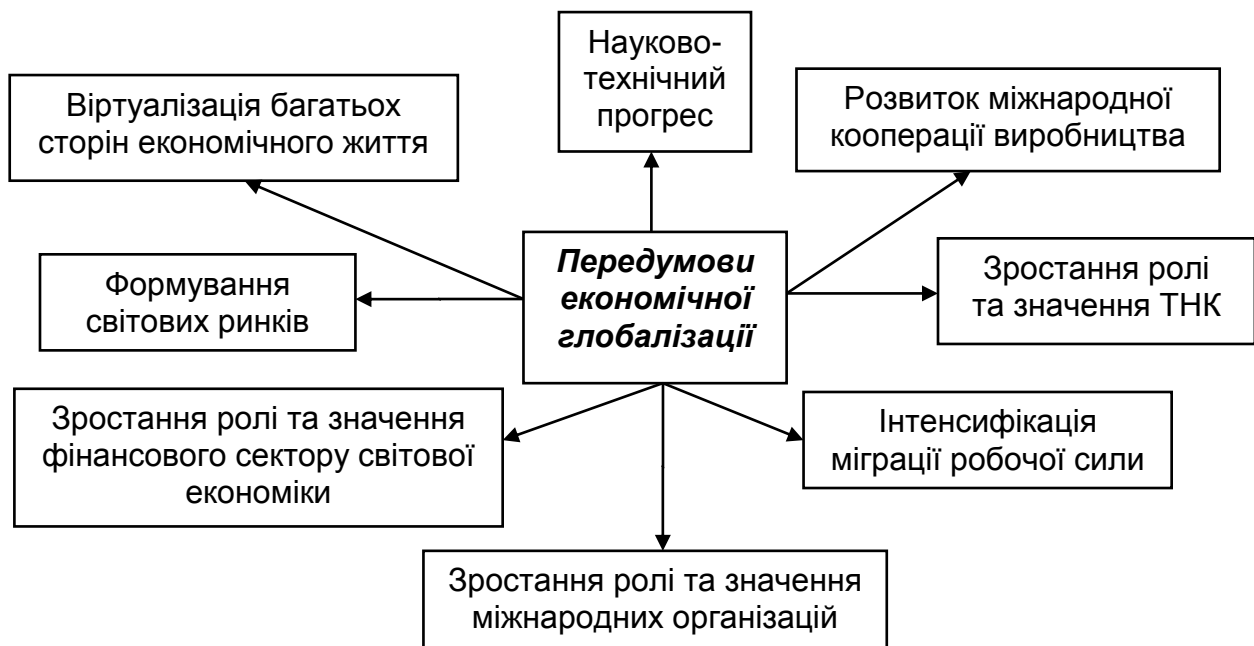 Науково-
технічний
прогрес
Віртуалізація багатьох
сторін економічного життя
Розвиток міжнародної
кооперації виробництва
Передумови
економічної
глобалізації
Формування
світових ринків
Зростання ролі
та значення ТНК
Зростання ролі та значення
фінансового сектору світової
економіки
Інтенсифікація
міграції робочої сили
Зростання ролі та значення
міжнародних організацій